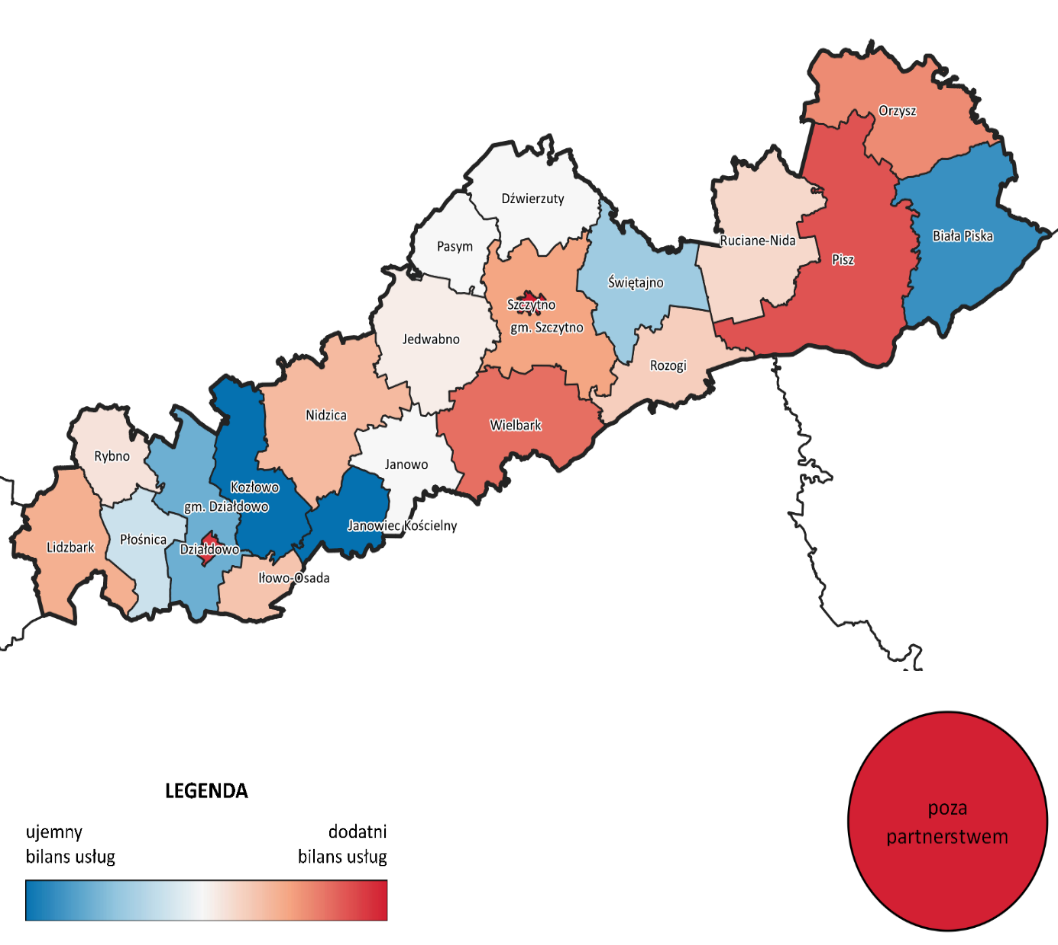 Orzysz
Dźwierzuty
Biała Piska
Ruciane-Nida
Pasym
Pisz
Świętajno
Szczytno
gm. Szczytno
Jedwabno
Rozogi
Nidzica
Wielbark
Rybno
Janowo
Kozłowo
gm. Działdowo
Janowiec Kościelny
Płośnica
Lidzbark
Działdowo
Iłowo-Osada
LEGENDA
ujemny
bilans usług
dodatni
bilans usług
poza
partnerstwem